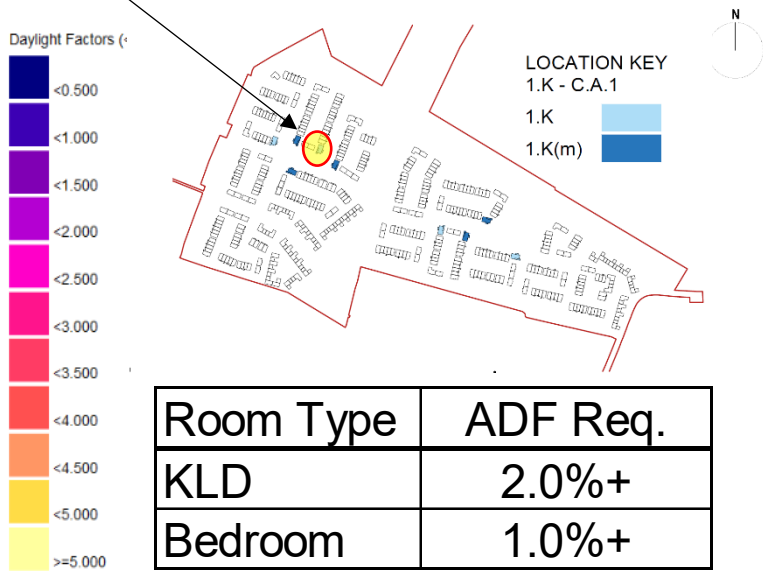 N
Daylight Factors (
<0.500
<1.000
<1.500
<2.000
<2.500
<3.000
<3.500
<4.000
<4.500
<5.000
>=5.000
LOCATION KEY
1.K - C.A.1
1.K
1.K(m)
Room Type ADF Req.
KLD 2.0%+
Bedroom 1.0%+